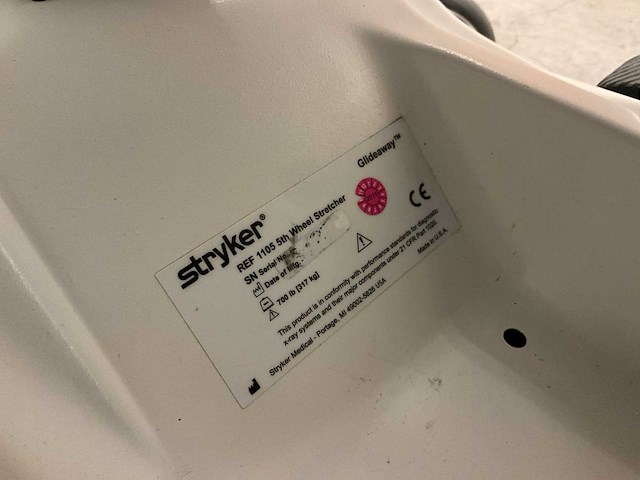 stryker®
Glideaway™
REF 1105 5th Wheel Stretcher
SN Serial No.
Date of Mfg.
700 lb [317 kg]
CE
This product is in conformity with performance standards for diagnostic
x-ray systems and their major components under 21 CFR Part 1020.
Stryker Medical - Portage, MI 49002-5828 USA
Made in U.S.A.